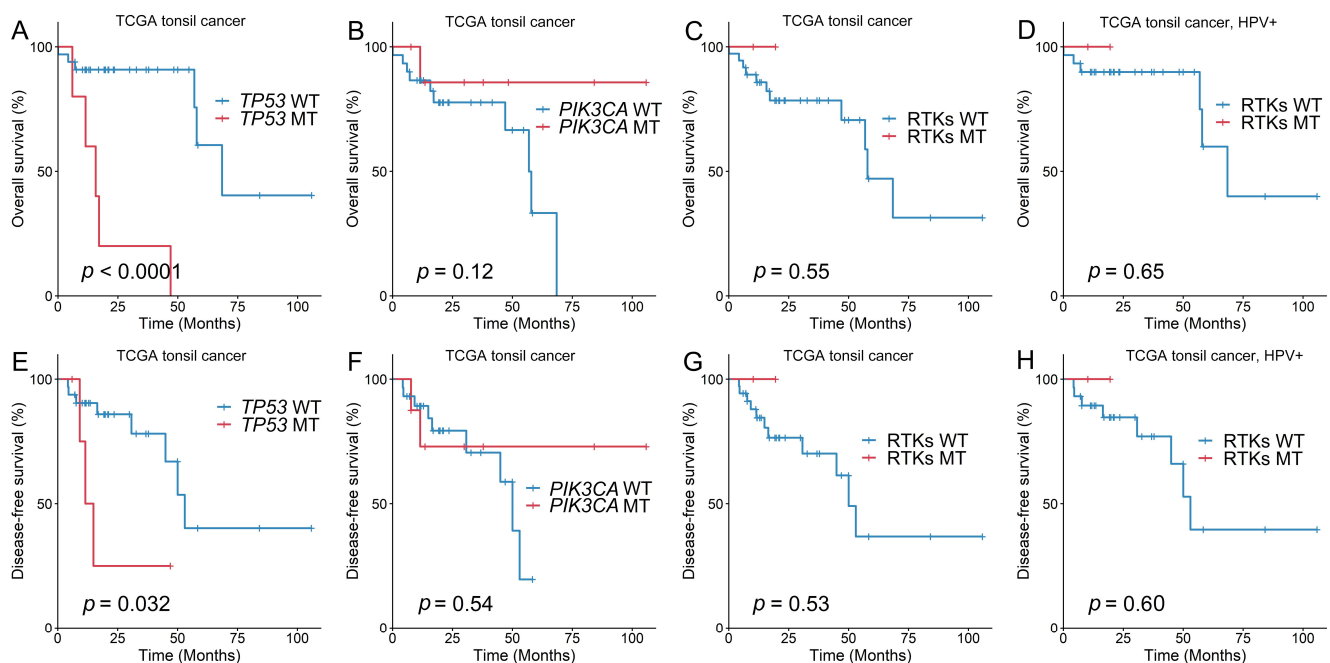 A
TCGA tonsil cancer
Overall survival (%)
100
50
0
TP53 WT
TP53 MT
p < 0.0001
0 25 50 75 100
Time (Months)
B
TCGA tonsil cancer
Overall survival (%)
100
50
0
PIK3CA WT
PIK3CA MT
p = 0.12
0 25 50 75 100
Time (Months)
C
TCGA tonsil cancer
Overall survival (%)
100
50
0
RTKs WT
RTKs MT
p = 0.55
0 25 50 75 100
Time (Months)
D
TCGA tonsil cancer, HPV+
Overall survival (%)
100
50
0
RTKs WT
RTKs MT
p = 0.65
0 25 50 75 100
Time (Months)
E
TCGA tonsil cancer
Disease-free survival (%)
100
50
0
TP53 WT
TP53 MT
p = 0.032
0 25 50 75 100
Time (Months)
F
TCGA tonsil cancer
Disease-free survival (%)
100
50
0
PIK3CA WT
PIK3CA MT
p = 0.54
0 25 50 75 100
Time (Months)
G
TCGA tonsil cancer
Disease-free survival (%)
100
50
0
RTKs WT
RTKs MT
p = 0.53
0 25 50 75 100
Time (Months)
H
TCGA tonsil cancer, HPV+
Disease-free survival (%)
100
50
0
RTKs WT
RTKs MT
p = 0.60
0 25 50 75 100
Time (Months)